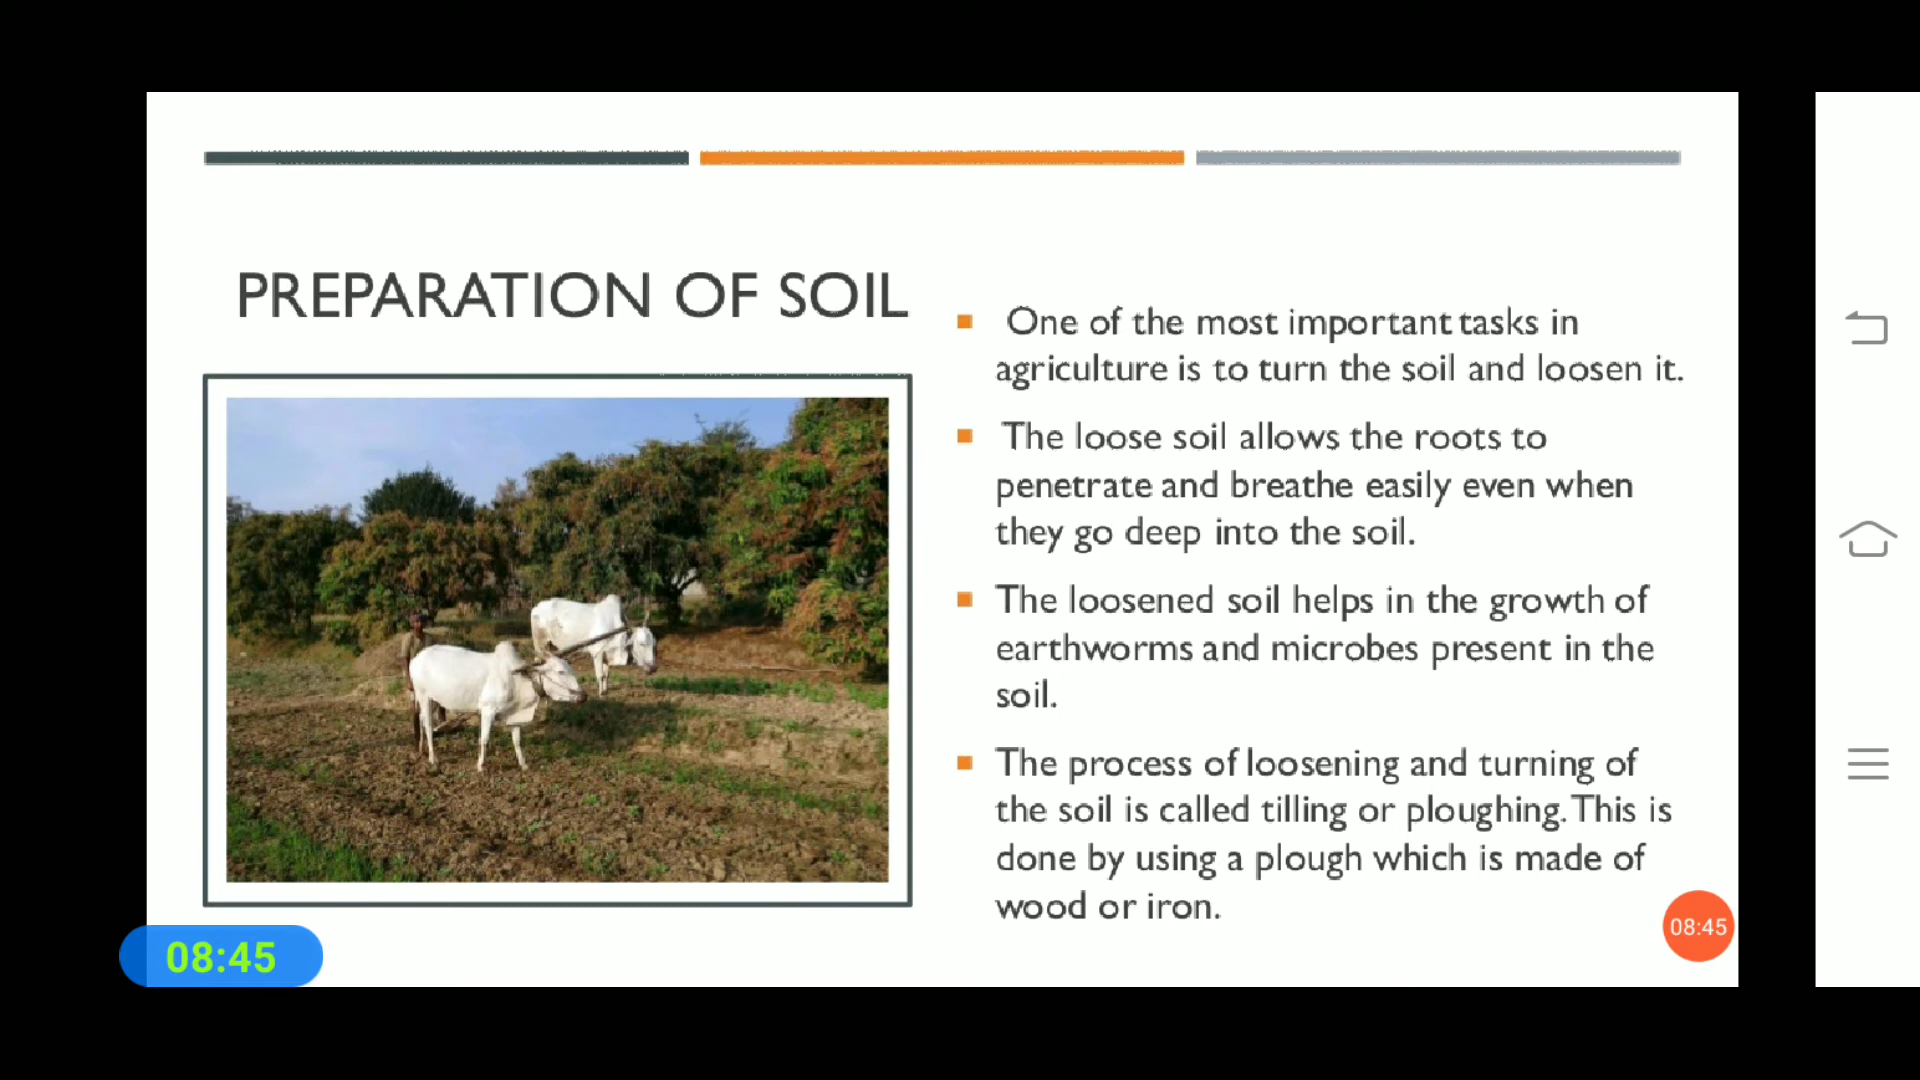 PREPARATION OF SOIL
One of the most important tasks in
agriculture is to turn the soil and loosen it.
The loose soil allows the roots to
penetrate and breathe easily even when
they go deep into the soil.
The loosened soil helps in the growth of
earthworms and microbes present in the
soil.
The process of loosening and turning of
the soil is called tilling or ploughing. This is
done by using a plough which is made of
wood or iron.
08:45
08:45